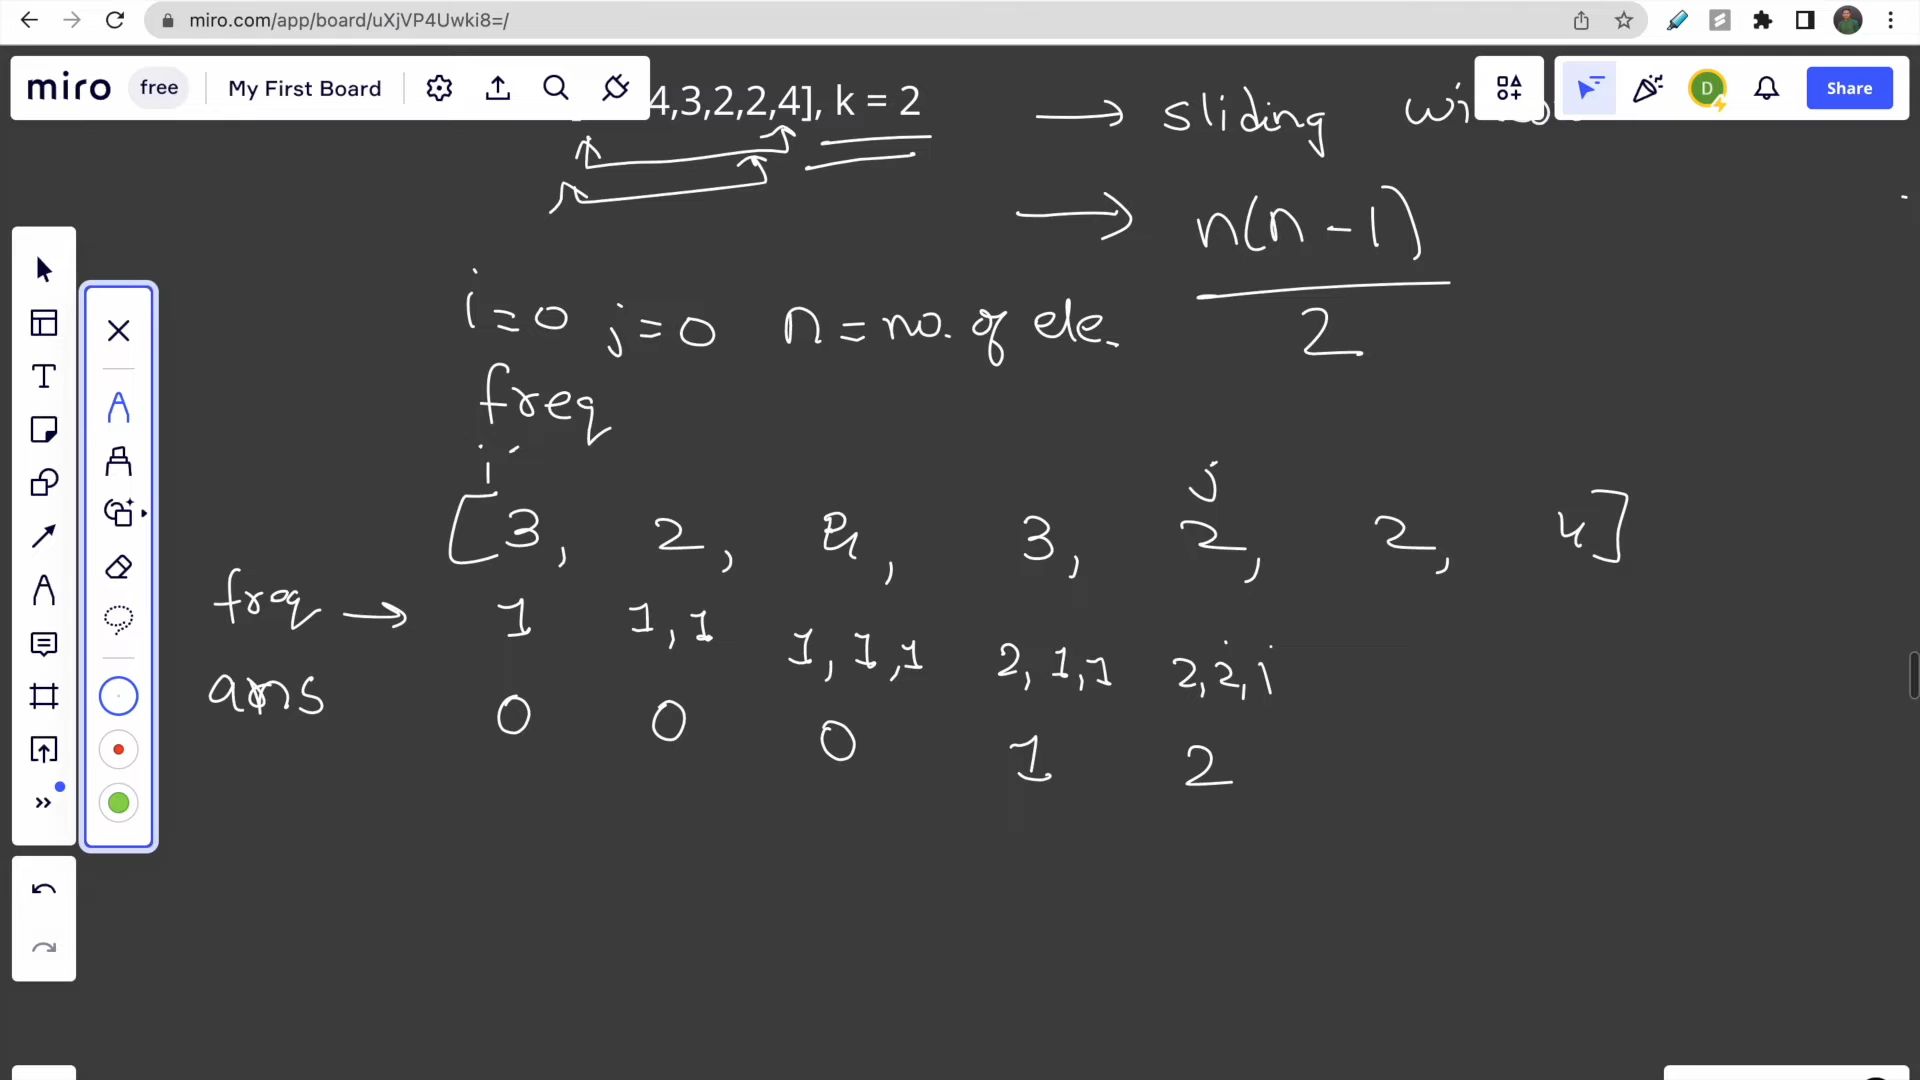 miro.com/app/board/uXjVP4Uwki8=/
miro free My First Board
D Share
4,3,2,2,4], k = 2 → sliding
→ n(n-1)
2
i=0 j=0 n = no. of ele.
freq
i j
[3, 2, 4, 3, 2, 2, 4]
freq → 1 1,1 1,1,1 2,1,1 2,2,1
ans 0 0 0 1 2